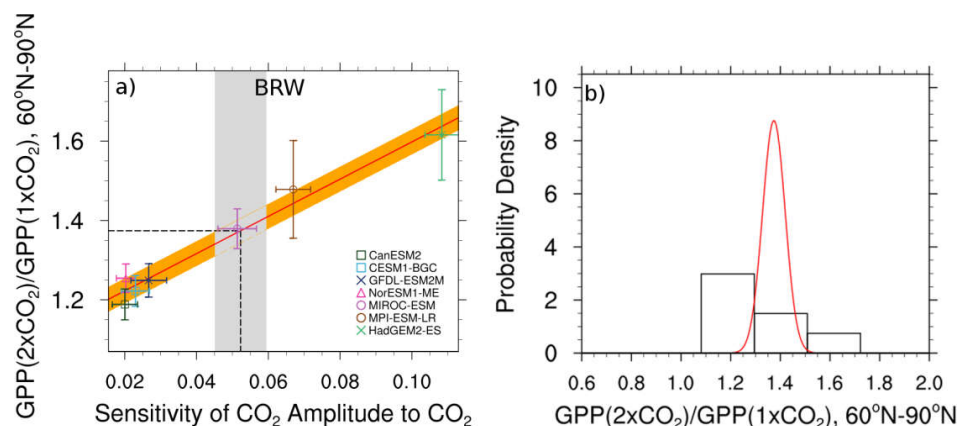 GPP(2xCO₂)/GPP(1xCO₂), 60°N-90°N
a)
BRW
1.6
1.4
1.2
CanESM2
CESM1-BGC
GFDL-ESM2M
NorESM1-ME
MIROC-ESM
MPI-ESM-LR
HadGEM2-ES
0.02 0.04 0.06 0.08 0.10
Sensitivity of CO₂ Amplitude to CO₂
b)
Probability Density
10
8
6
4
2
0
0.6 0.8 1.0 1.2 1.4 1.6 1.8 2.0
GPP(2xCO₂)/GPP(1xCO₂), 60°N-90°N